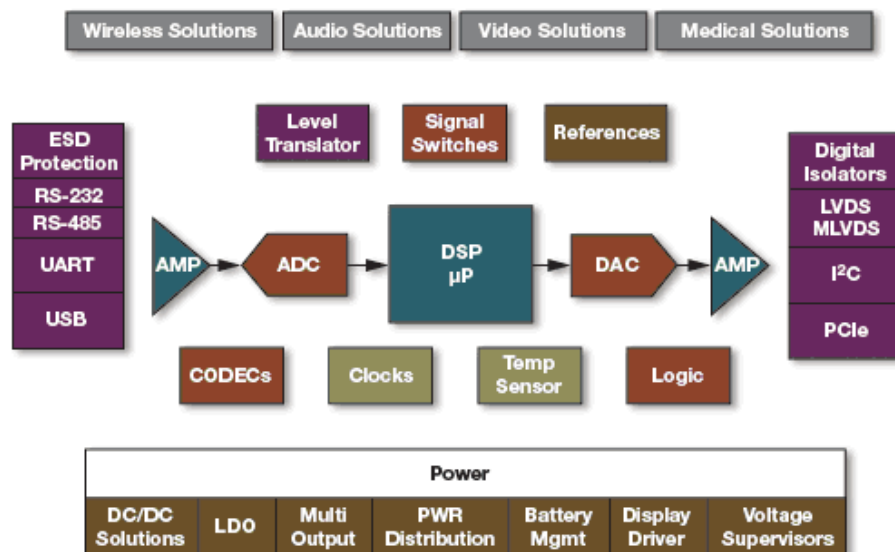 Wireless Solutions
Audio Solutions
Video Solutions
Medical Solutions
Level
Translator
Signal
Switches
References
ESD
Protection
RS-232
RS-485
UART
USB
AMP
ADC
DSP
µP
DAC
AMP
Digital
Isolators
LVDS
MLVDS
I²C
PCIe
CODECs
Clocks
Temp
Sensor
Logic
Power
DC/DC
Solutions
LDO
Multi
Output
PWR
Distribution
Battery
Mgmt
Display
Driver
Voltage
Supervisors